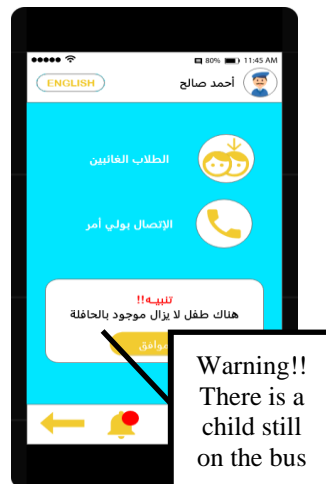 80% 11:45 AM
ENGLISH
أحمد صالح
الطلاب الغائبين
الإتصال بولي أمر
تنبيـه!!
هناك طفل لا يزال موجود بالحافلة
موافق
Warning!!
There is a
child still
on the bus